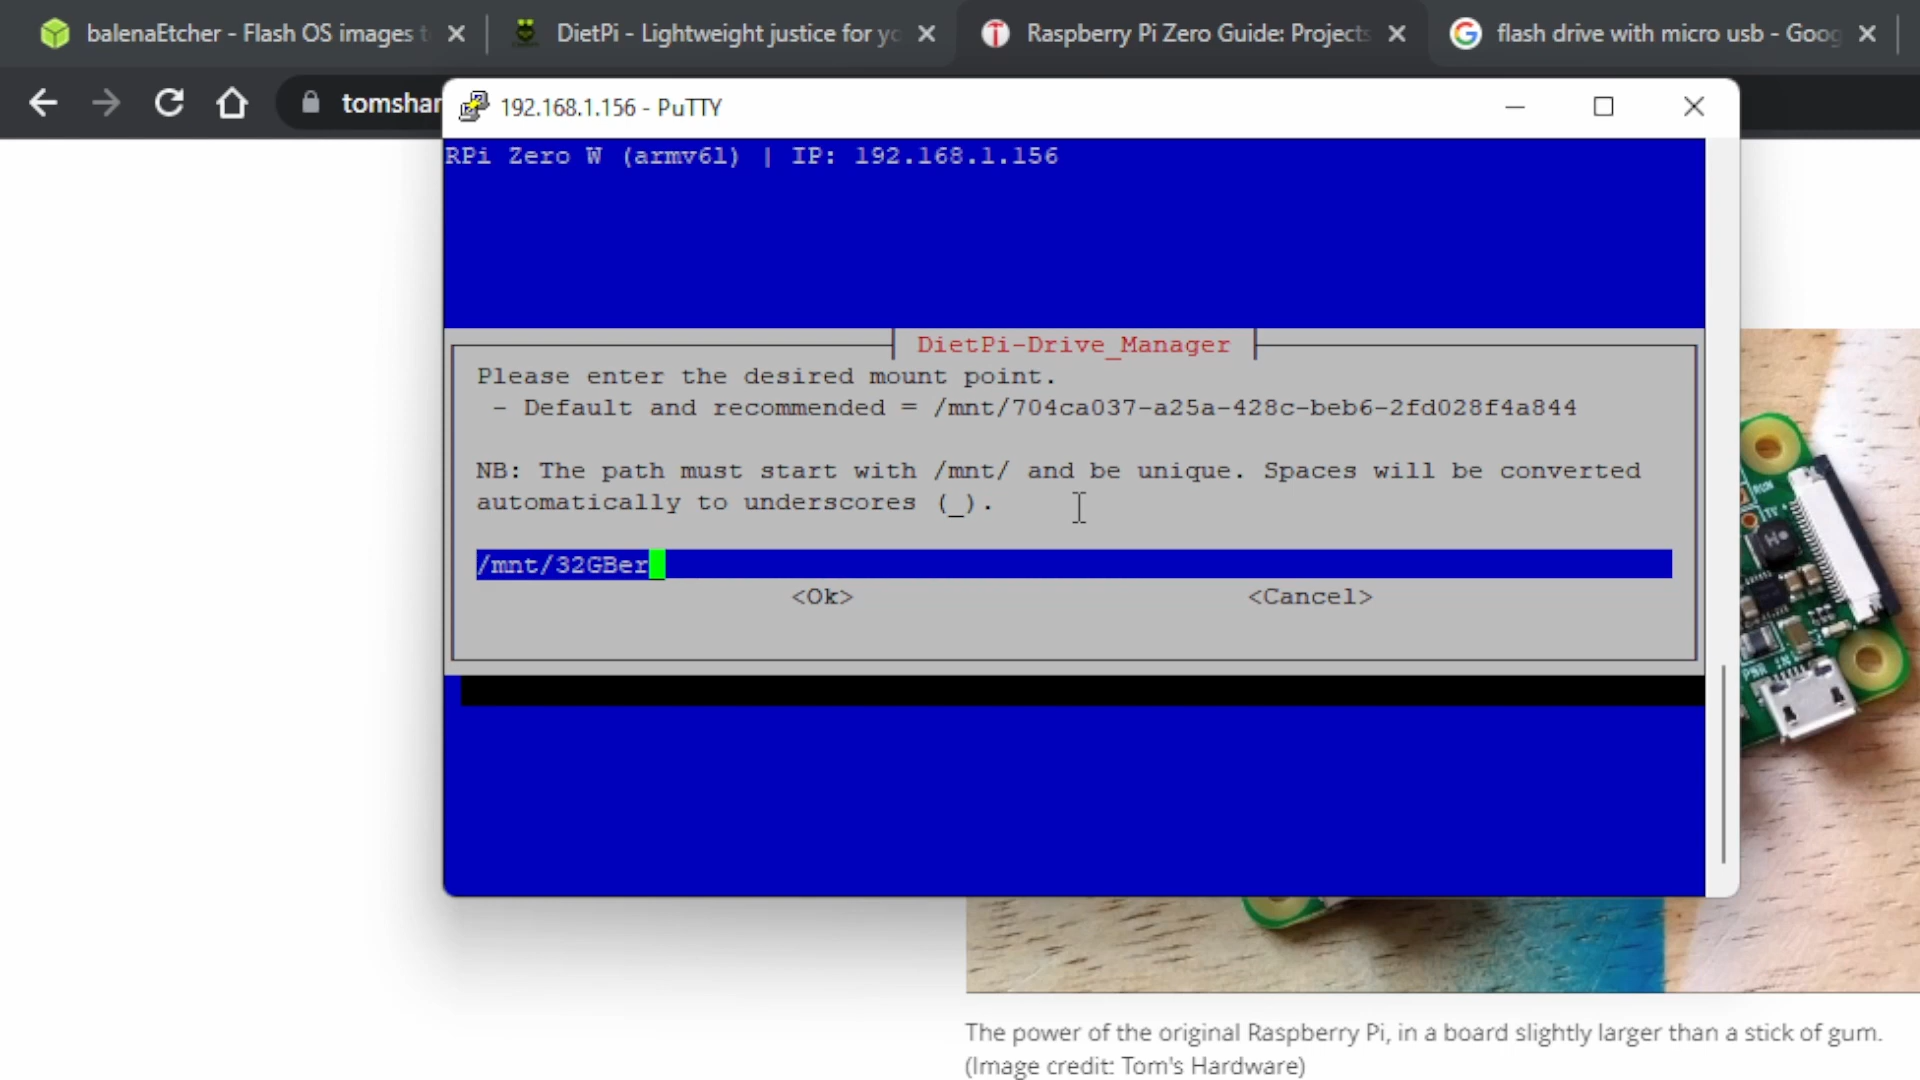 balenaEtcher - Flash OS images t
DietPi - Lightweight justice for yo
Raspberry Pi Zero Guide: Projects
flash drive with micro usb - Goog
tomshar
192.168.1.156 - PuTTY
RPi Zero W (armv6l) | IP: 192.168.1.156
DietPi-Drive_Manager
Please enter the desired mount point.
- Default and recommended = /mnt/704ca037-a25a-428c-beb6-2fd028f4a844
NB: The path must start with /mnt/ and be unique. Spaces will be converted
automatically to underscores (_).
/mnt/32GBer
<Ok> <Cancel>
RUN
TV
PWR
The power of the original Raspberry Pi, in a board slightly larger than a stick of gum.
(Image credit: Tom's Hardware)